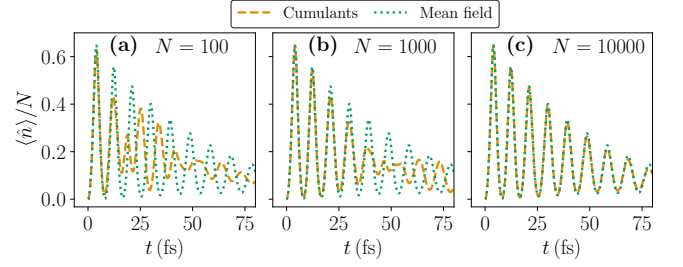 Cumulants Mean field
(a) N = 100 (b) N = 1000 (c) N = 10000
0.6
0.4
0.2
0.0
⟨n̂⟩/N
0 25 50 75 0 25 50 75 0 25 50 75
t (fs) t (fs) t (fs)